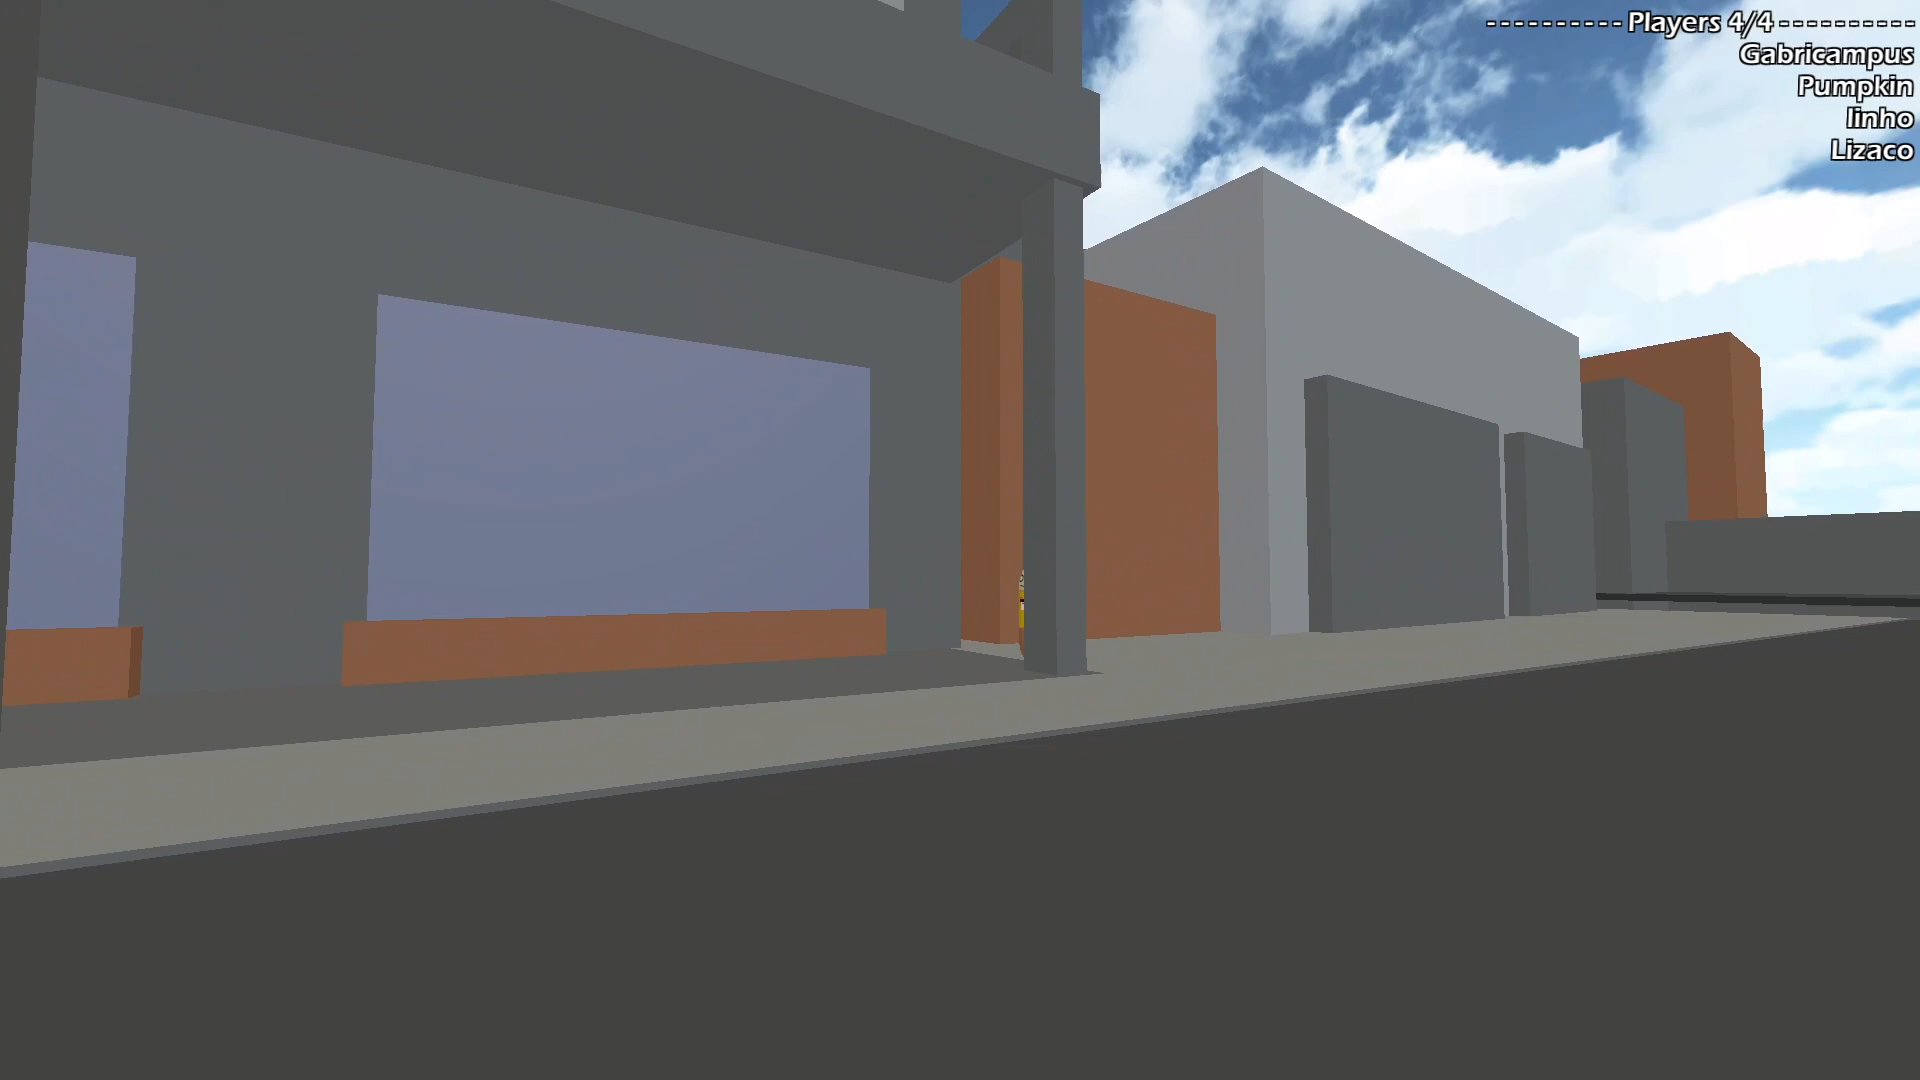 ---------- Players 4/4 ----------
Gabricampus
Pumpkin
linho
Lizaco